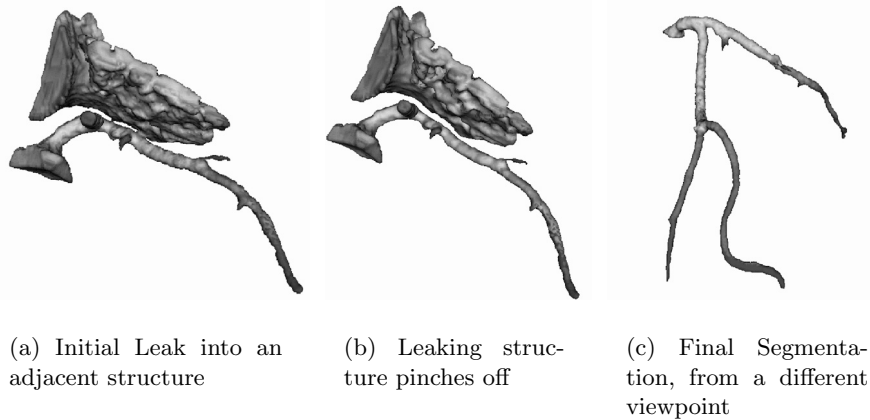 (a) Initial Leak into an
adjacent structure
(b) Leaking struc-
ture pinches off
(c) Final Segmenta-
tion, from a different
viewpoint